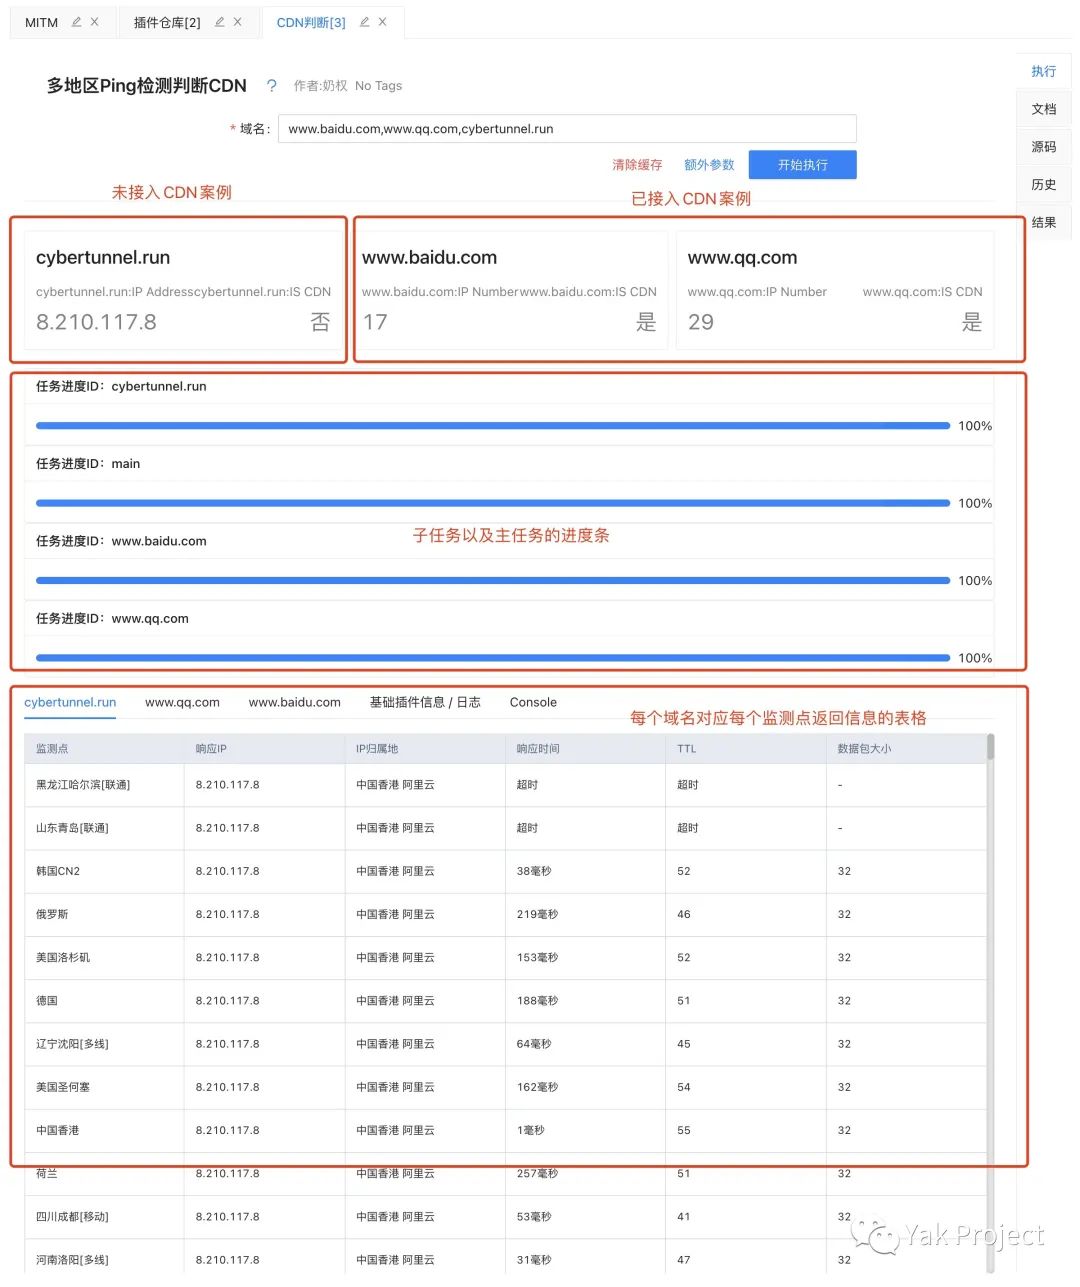 MITM
插件仓库[2]
CDN判断[3]
多地区Ping检测判断CDN ? 作者:奶权 No Tags
执行
文档
源码
历史
结果
* 域名: www.baidu.com,www.qq.com,cybertunnel.run
清除缓存 额外参数 开始执行
未接入CDN案例
已接入CDN案例
cybertunnel.run
cybertunnel.run:IP Addresscybertunnel.run:IS CDN
8.210.117.8 否
www.baidu.com
www.baidu.com:IP Numberwww.baidu.com:IS CDN
17 是
www.qq.com
www.qq.com:IP Number www.qq.com:IS CDN
29 是
任务进度ID：cybertunnel.run
100%
任务进度ID：main
100%
子任务以及主任务的进度条
任务进度ID：www.baidu.com
100%
任务进度ID：www.qq.com
100%
cybertunnel.run www.qq.com www.baidu.com 基础插件信息 / 日志 Console
每个域名对应每个监测点返回信息的表格
监测点 响应IP IP归属地 响应时间 TTL 数据包大小
黑龙江哈尔滨[联通] 8.210.117.8 中国香港 阿里云 超时 超时 -
山东青岛[联通] 8.210.117.8 中国香港 阿里云 超时 超时 -
韩国CN2 8.210.117.8 中国香港 阿里云 38毫秒 52 32
俄罗斯 8.210.117.8 中国香港 阿里云 219毫秒 46 32
美国洛杉矶 8.210.117.8 中国香港 阿里云 153毫秒 52 32
德国 8.210.117.8 中国香港 阿里云 188毫秒 51 32
辽宁沈阳[多线] 8.210.117.8 中国香港 阿里云 64毫秒 45 32
美国圣何塞 8.210.117.8 中国香港 阿里云 162毫秒 54 32
中国香港 8.210.117.8 中国香港 阿里云 1毫秒 55 32
荷兰 8.210.117.8 中国香港 阿里云 257毫秒 51 32
四川成都[移动] 8.210.117.8 中国香港 阿里云 53毫秒 41 32
河南洛阳[多线] 8.210.117.8 中国香港 阿里云 31毫秒 47 32
Yak Project